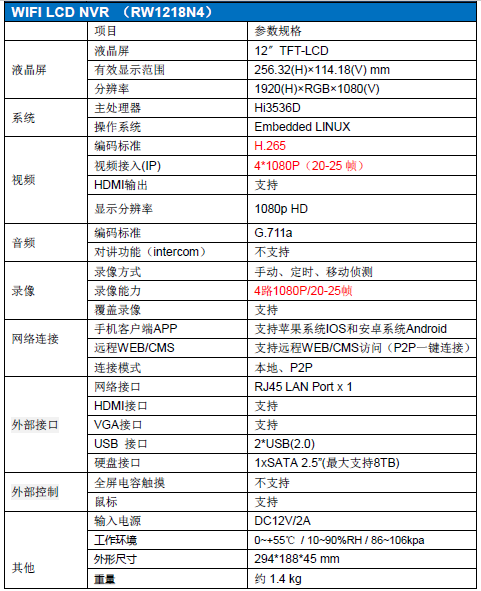 WIFI LCD NVR （RW1218N4）
项目 参数规格
液晶屏
液晶屏 12″ TFT-LCD
有效显示范围 256.32(H)×114.18(V) mm
分辨率 1920(H)×RGB×1080(V)
系统
主处理器 Hi3536D
操作系统 Embedded LINUX
视频
编码标准 H.265
视频接入(IP) 4*1080P（20-25 帧）
HDMI输出 支持
显示分辨率 1080p HD
音频
编码标准 G.711a
对讲功能（intercom） 不支持
录像
录像方式 手动、定时、移动侦测
录像能力 4路1080P/20-25帧
覆盖录像 支持
网络连接
手机客户端APP 支持苹果系统IOS和安卓系统Android
远程WEB/CMS 支持远程WEB/CMS访问（P2P一键连接）
连接模式 本地、P2P
外部接口
网络接口 RJ45 LAN Port x 1
HDMI接口 支持
VGA接口 支持
USB 接口 2*USB(2.0)
硬盘接口 1xSATA 2.5"(最大支持8TB)
外部控制
全屏电容触摸 不支持
鼠标 支持
其他
输入电源 DC12V/2A
工作环境 0~+55℃ / 10~90%RH / 86~106kpa
外形尺寸 294*188*45 mm
重量 约 1.4 kg